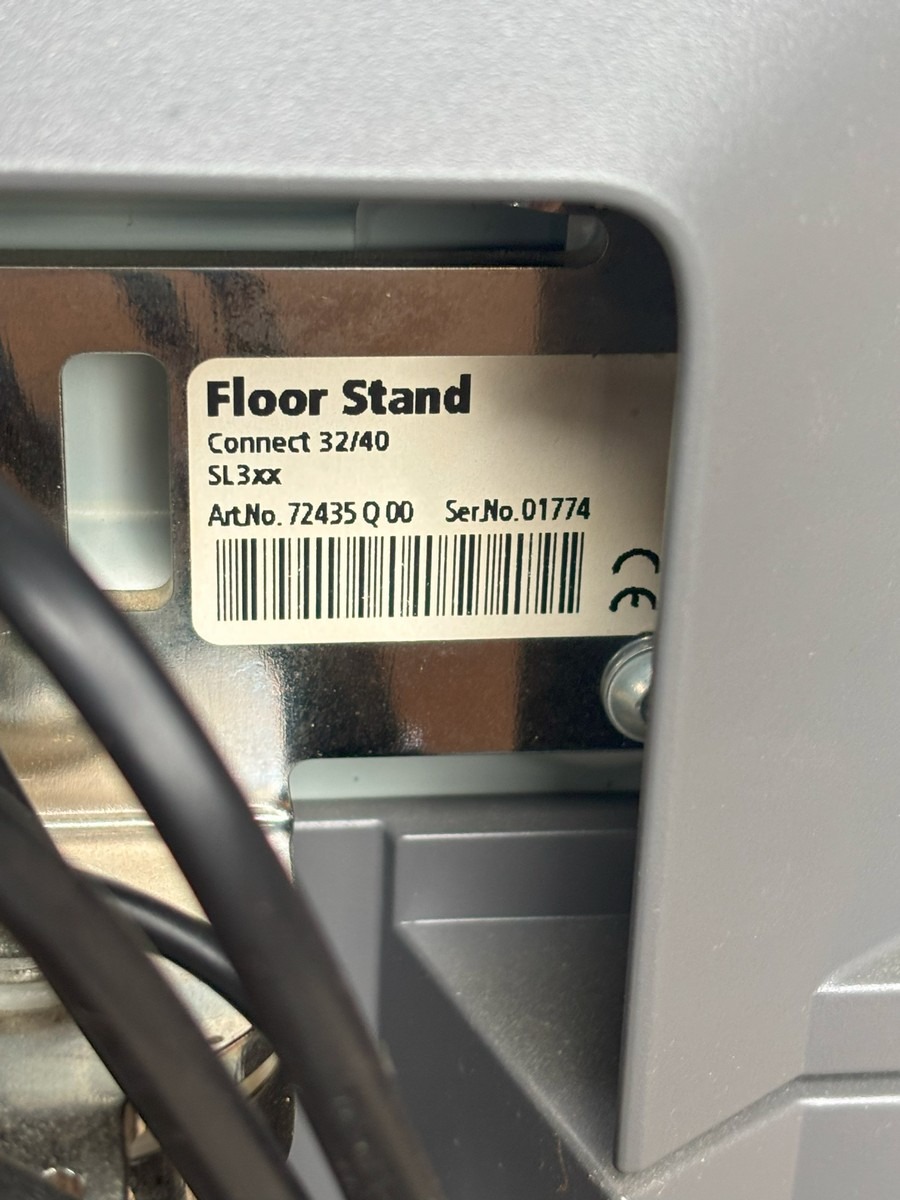 Floor Stand
Connect 32/40
SL3xx
Art.No. 72435 Q 00 Ser.No. 01774
CE